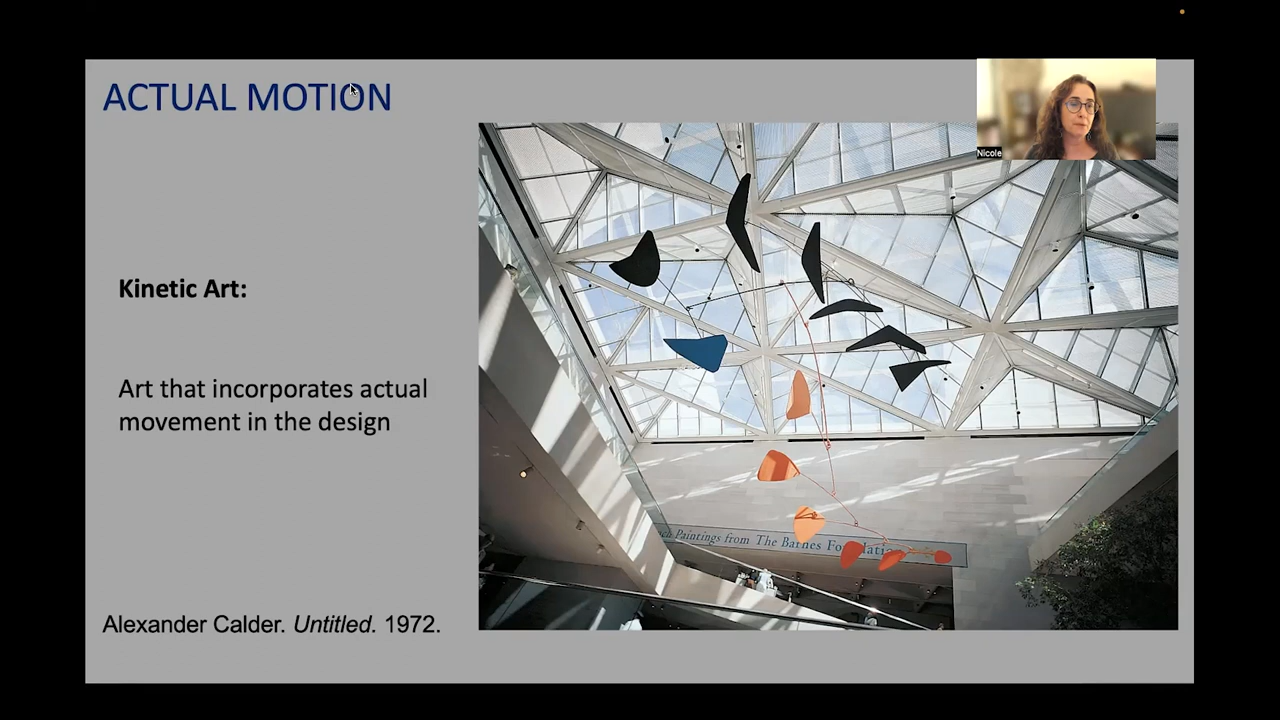 ACTUAL MOTION
Nicole
Kinetic Art:
Art that incorporates actual
movement in the design
Paintings from The Barnes Foundation
Alexander Calder. Untitled. 1972.